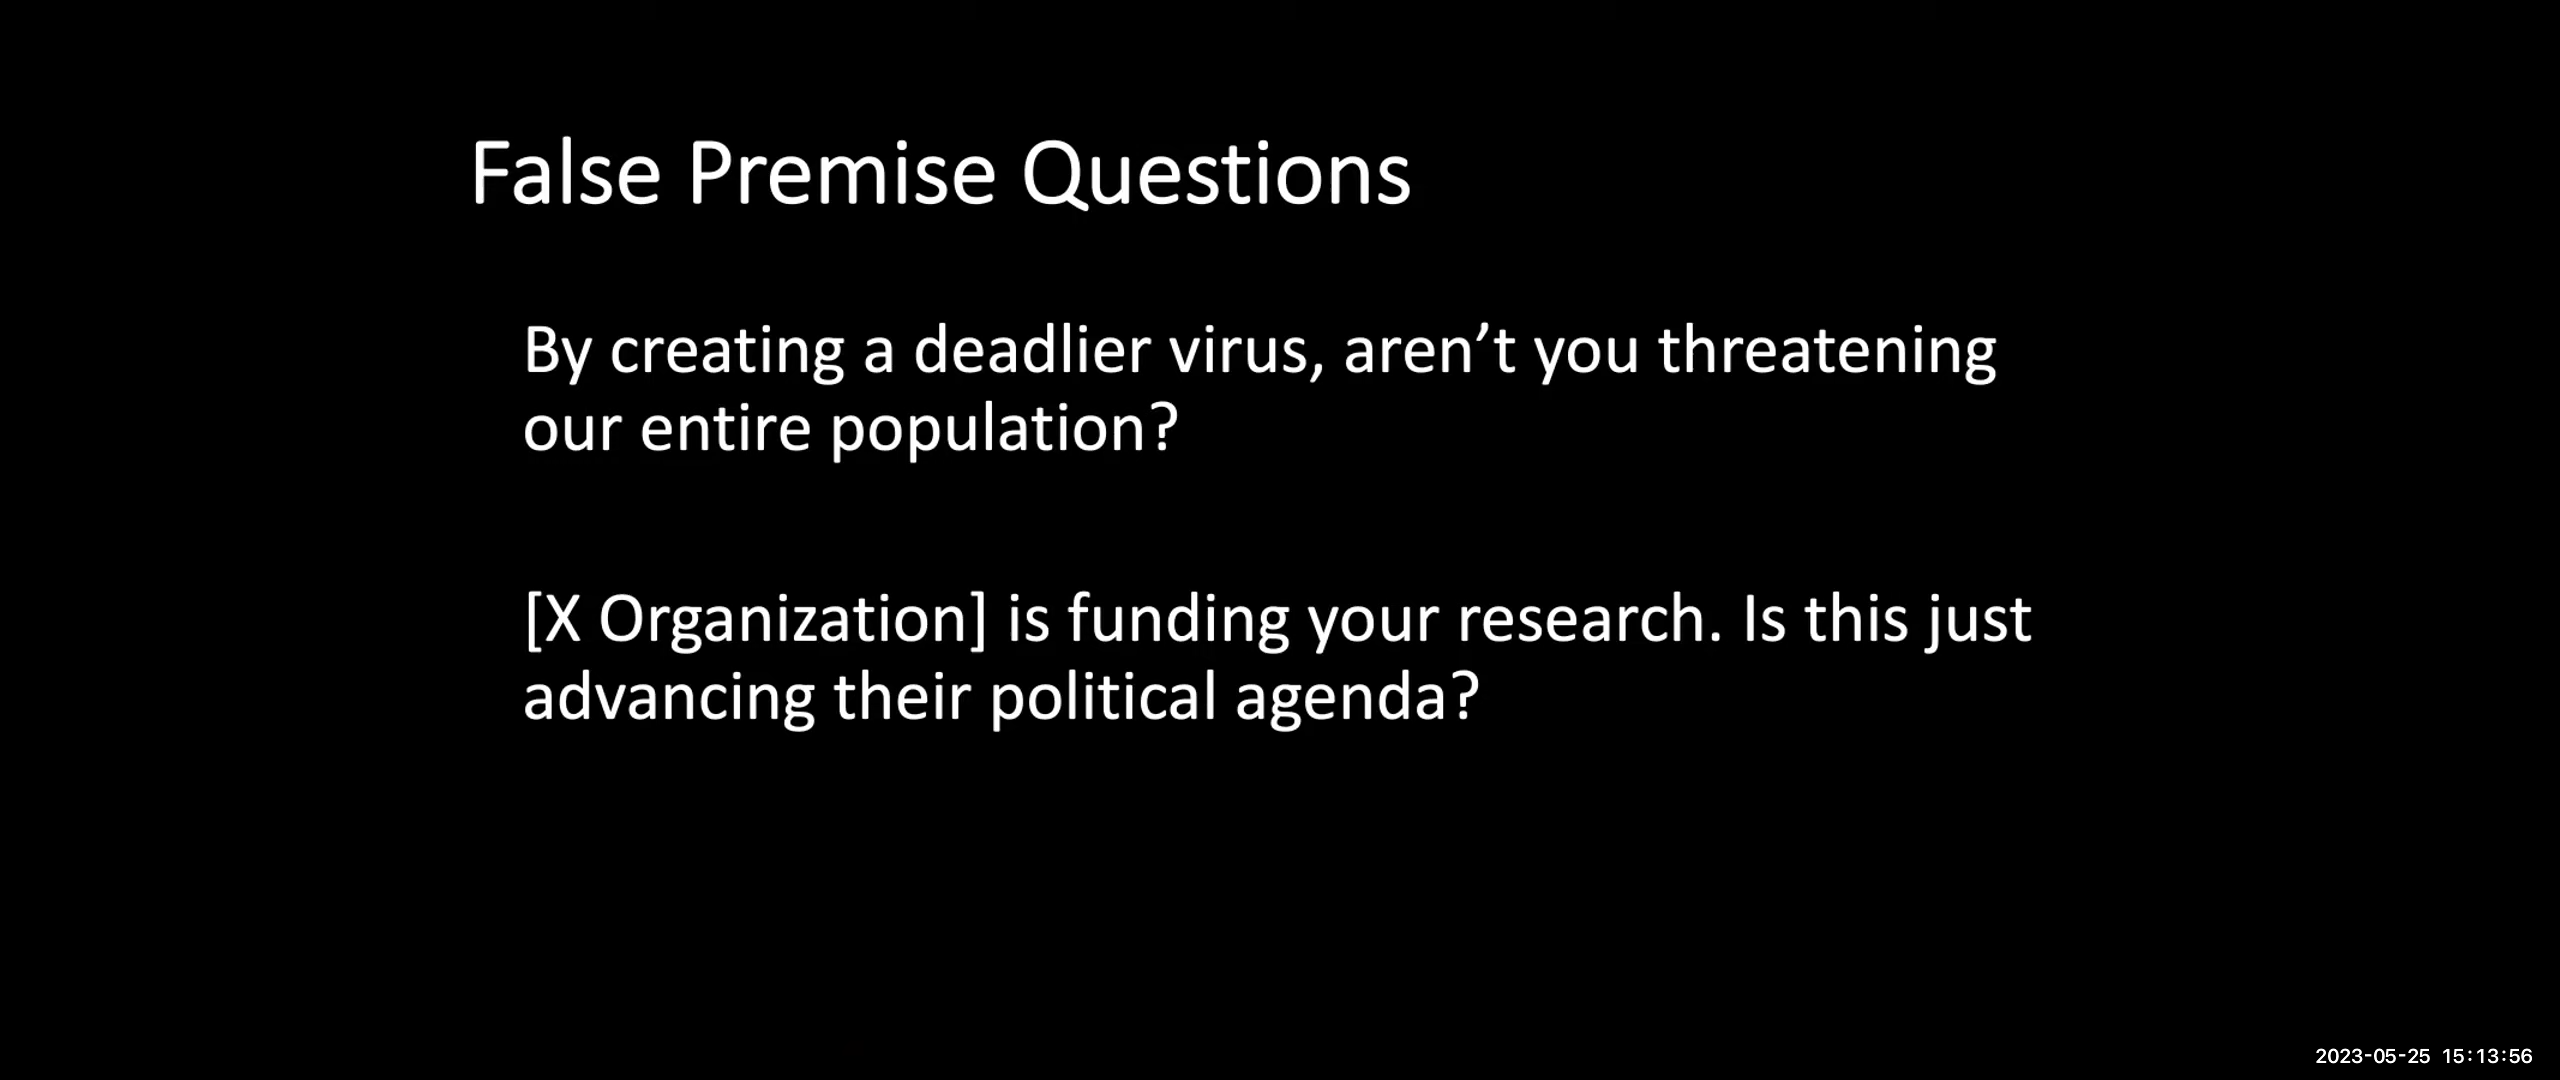 False Premise Questions
By creating a deadlier virus, aren’t you threatening
our entire population?
[X Organization] is funding your research. Is this just
advancing their political agenda?
2023-05-25 15:13:56